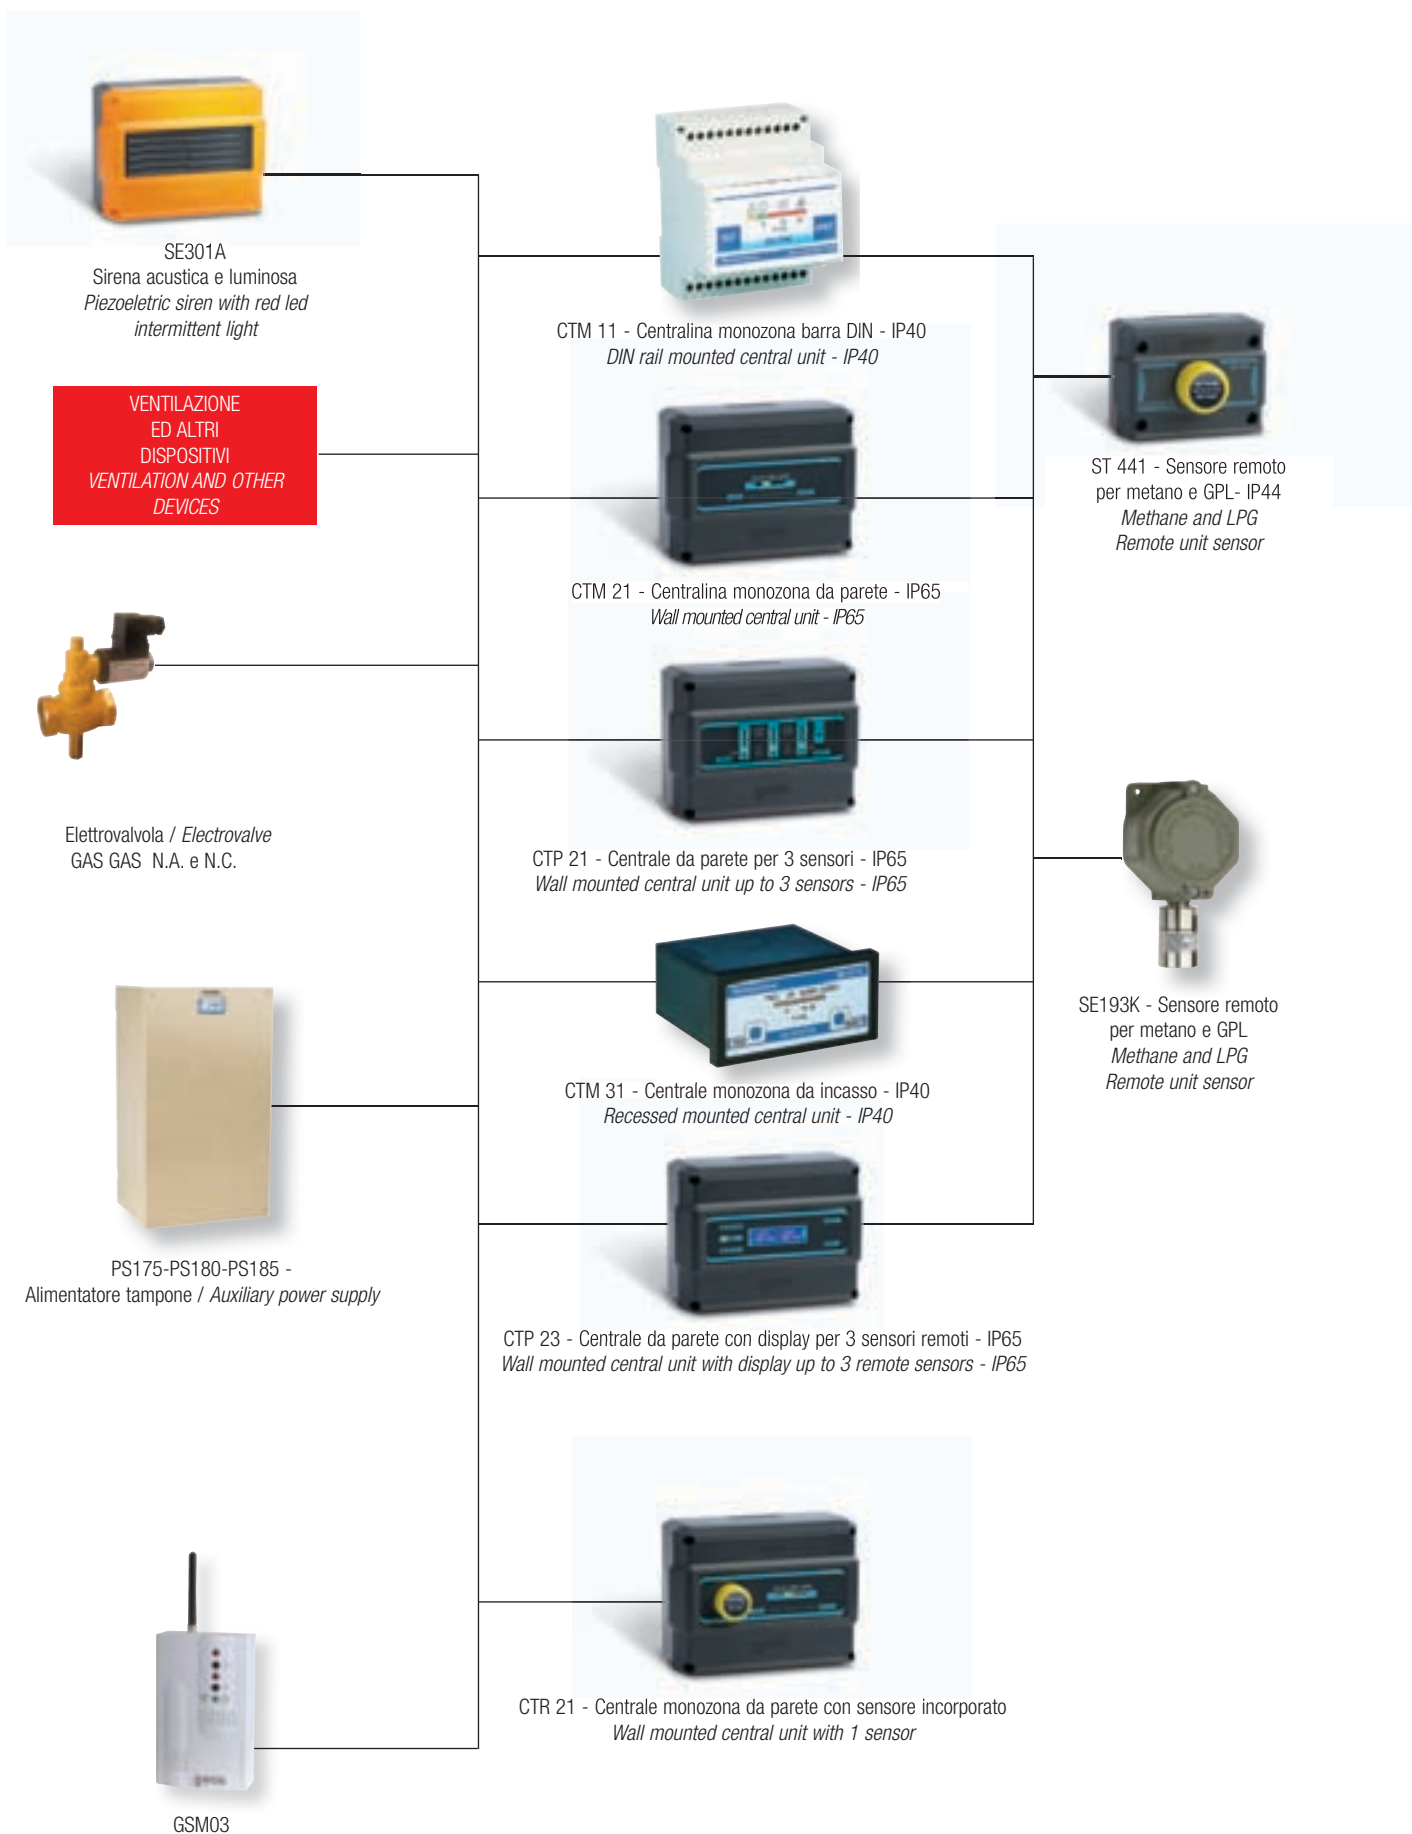 SE301A
Sirena acustica e luminosa
Piezoeletric siren with red led
intermittent light
CTM 11 - Centralina monozona barra DIN - IP40
DIN rail mounted central unit - IP40
VENTILAZIONE
ED ALTRI
DISPOSITIVI
VENTILATION AND OTHER
DEVICES
ST 441 - Sensore remoto
per metano e GPL- IP44
Methane and LPG
Remote unit sensor
CTM 21 - Centralina monozona da parete - IP65
Wall mounted central unit - IP65
Elettrovalvola / Electrovalve
GAS GAS  N.A. e N.C.
CTP 21 - Centrale da parete per 3 sensori - IP65
Wall mounted central unit up to 3 sensors - IP65
SE193K - Sensore remoto
per metano e GPL
Methane and LPG
Remote unit sensor
CTM 31 - Centrale monozona da incasso - IP40
Recessed mounted central unit - IP40
PS175-PS180-PS185 -
Alimentatore tampone / Auxiliary power supply
CTP 23 - Centrale da parete con display per 3 sensori remoti - IP65
Wall mounted central unit with display up to 3 remote sensors - IP65
CTR 21 - Centrale monozona da parete con sensore incorporato
Wall mounted central unit with 1 sensor
GSM03